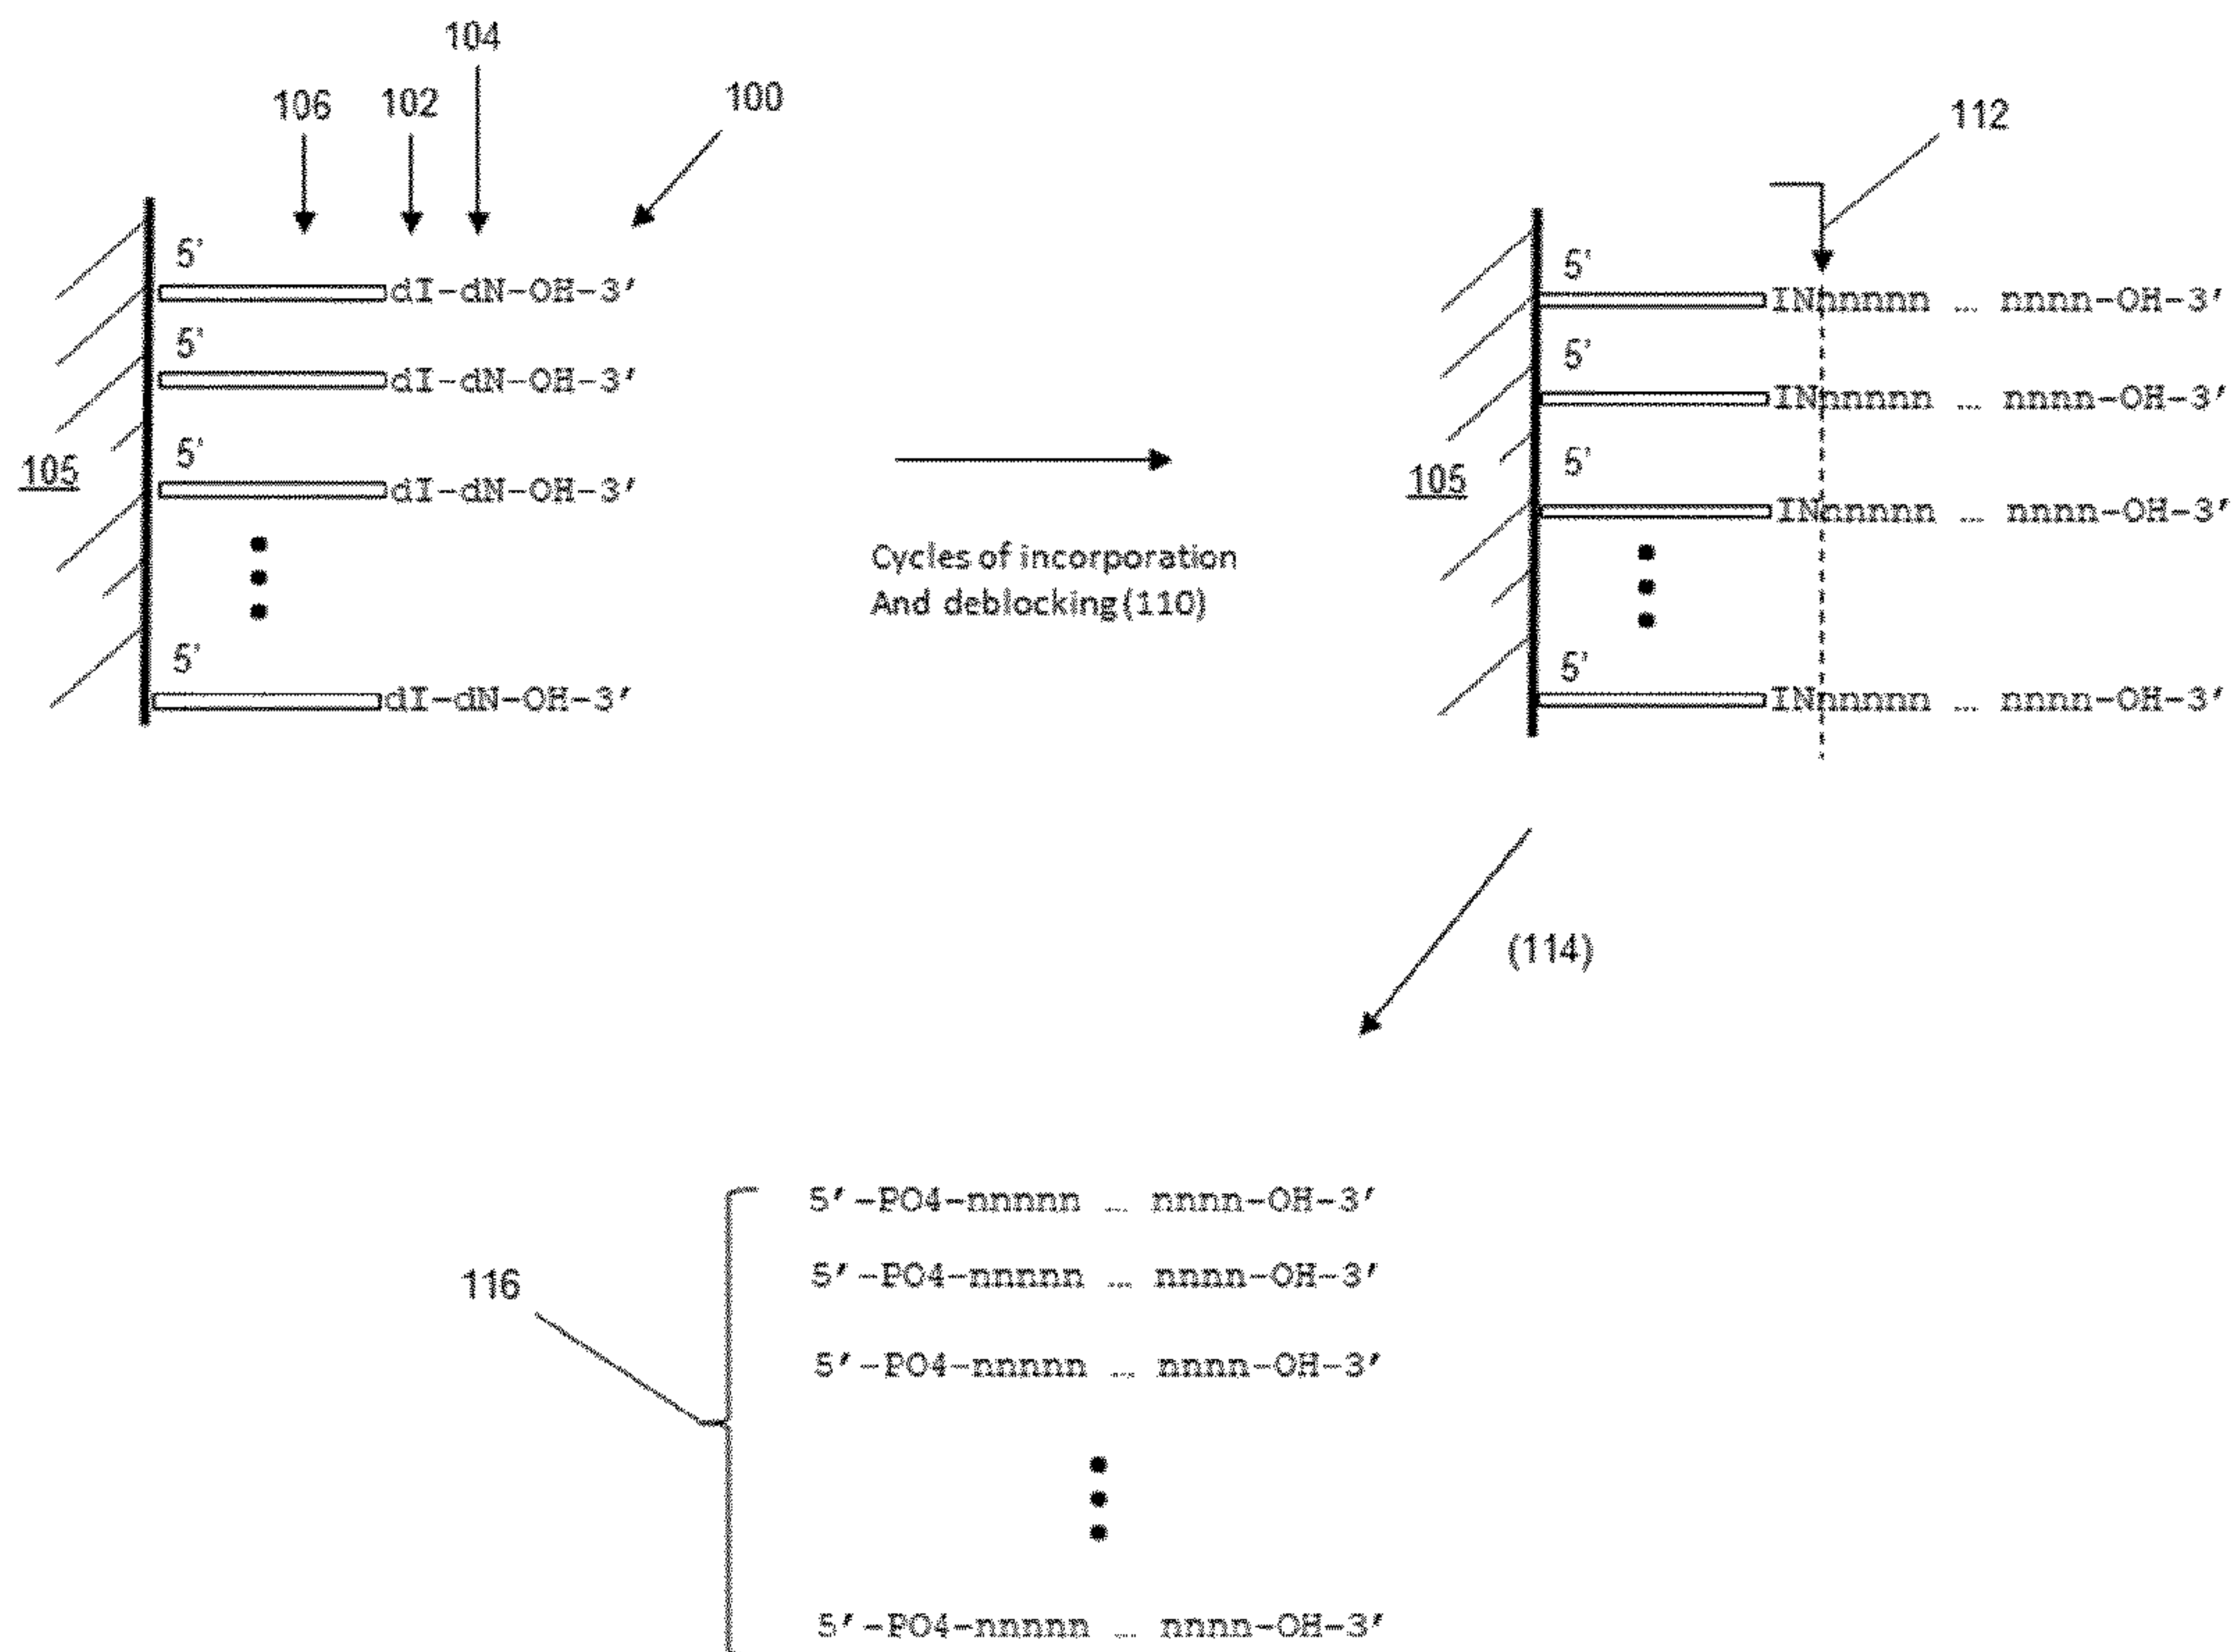 104
106
102
100
112
5'
dI-dN-OH-3'
5'
dI-dN-OH-3'
5'
105
dI-dN-OH-3'
5'
dI-dN-OH-3'
Cycles of incorporation
And deblocking(110)
5'
INnnnnn ... nnnn-OH-3'
5'
INnnnnn ... nnnn-OH-3'
5'
105
INnnnnn ... nnnn-OH-3'
5'
INnnnnn ... nnnn-OH-3'
(114)
116
5'-PO4-nnnnn ... nnnn-OH-3'
5'-PO4-nnnnn ... nnnn-OH-3'
5'-PO4-nnnnn ... nnnn-OH-3'
5'-PO4-nnnnn ... nnnn-OH-3'